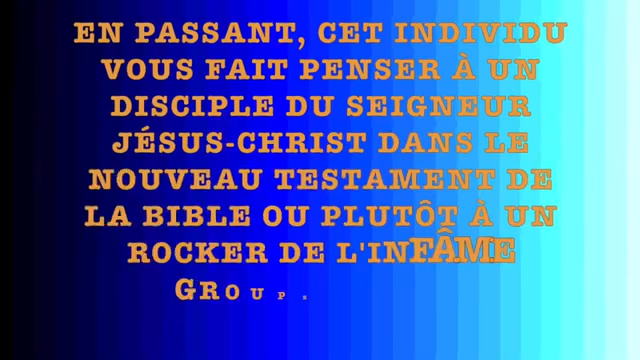 EN PASSANT, CET INDIVIDU
VOUS FAIT PENSER À UN
DISCIPLE DU SEIGNEUR
JÉSUS-CHRIST DANS LE
NOUVEAU TESTAMENT DE
LA BIBLE OU PLUTÔT À UN
ROCKER DE L'INFÂME
GROUP